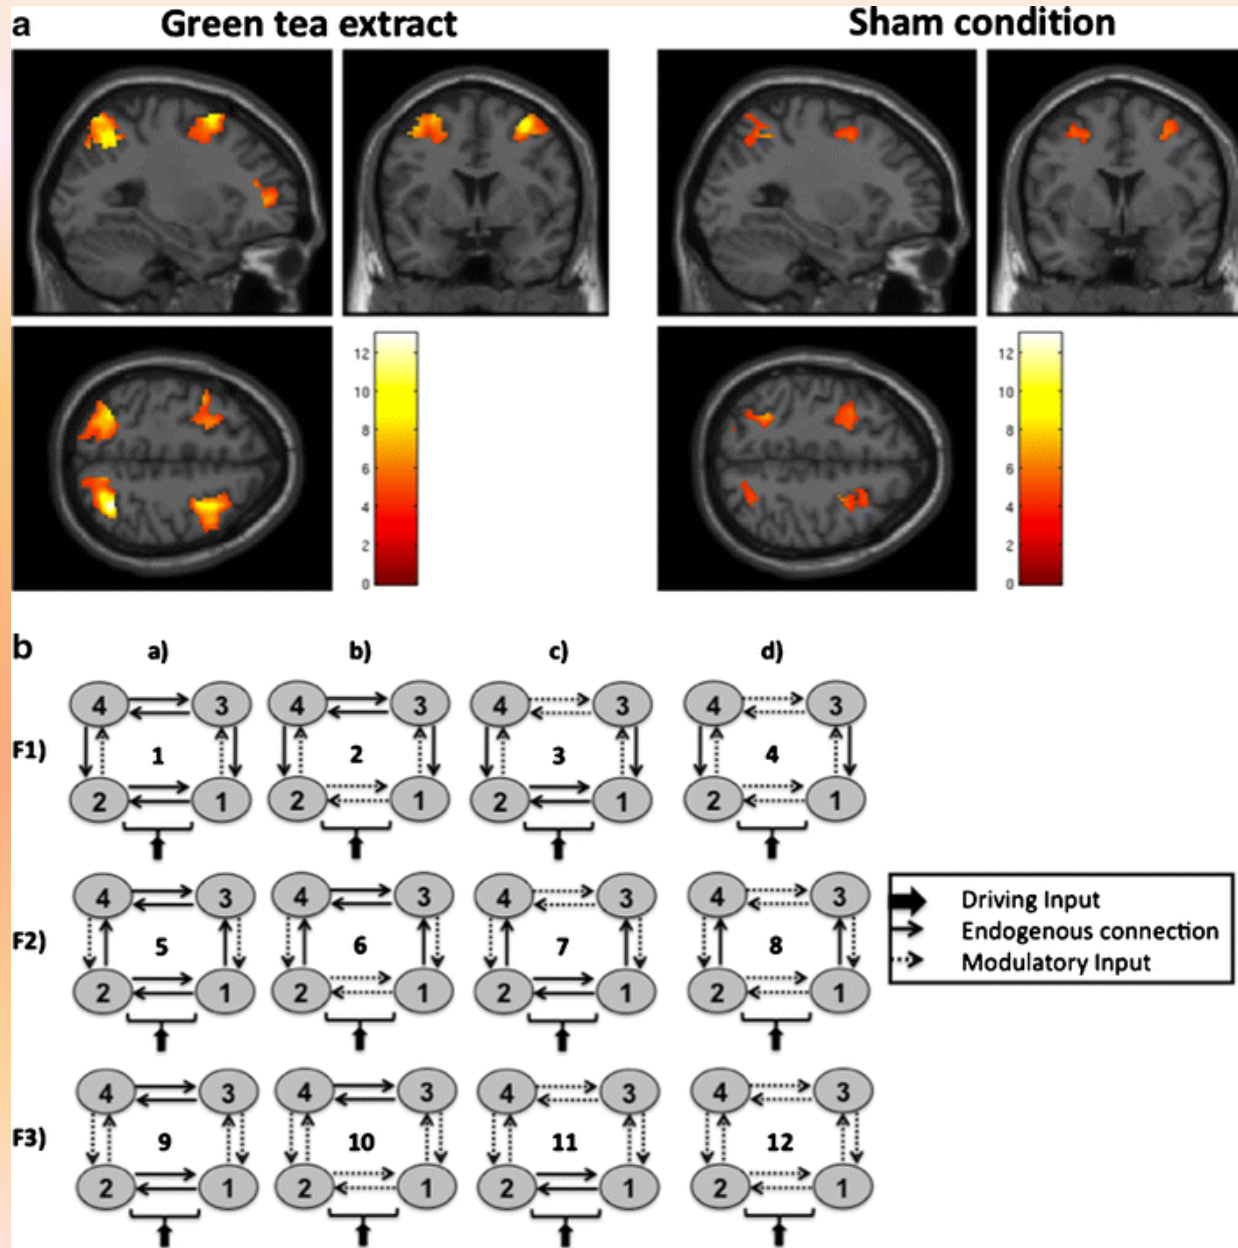 a Green tea extract Sham condition
12 12
10 10
8 8
6 6
4 4
2 2
0 0
b a) b) c) d)
4 3 4 3 4 3 4 3
F1) 1 2 3 4
2 1 2 1 2 1 2 1
4 3 4 3 4 3 4 3
F2) 5 6 7 8
2 1 2 1 2 1 2 1
Driving Input
Endogenous connection
Modulatory Input
4 3 4 3 4 3 4 3
F3) 9 10 11 12
2 1 2 1 2 1 2 1